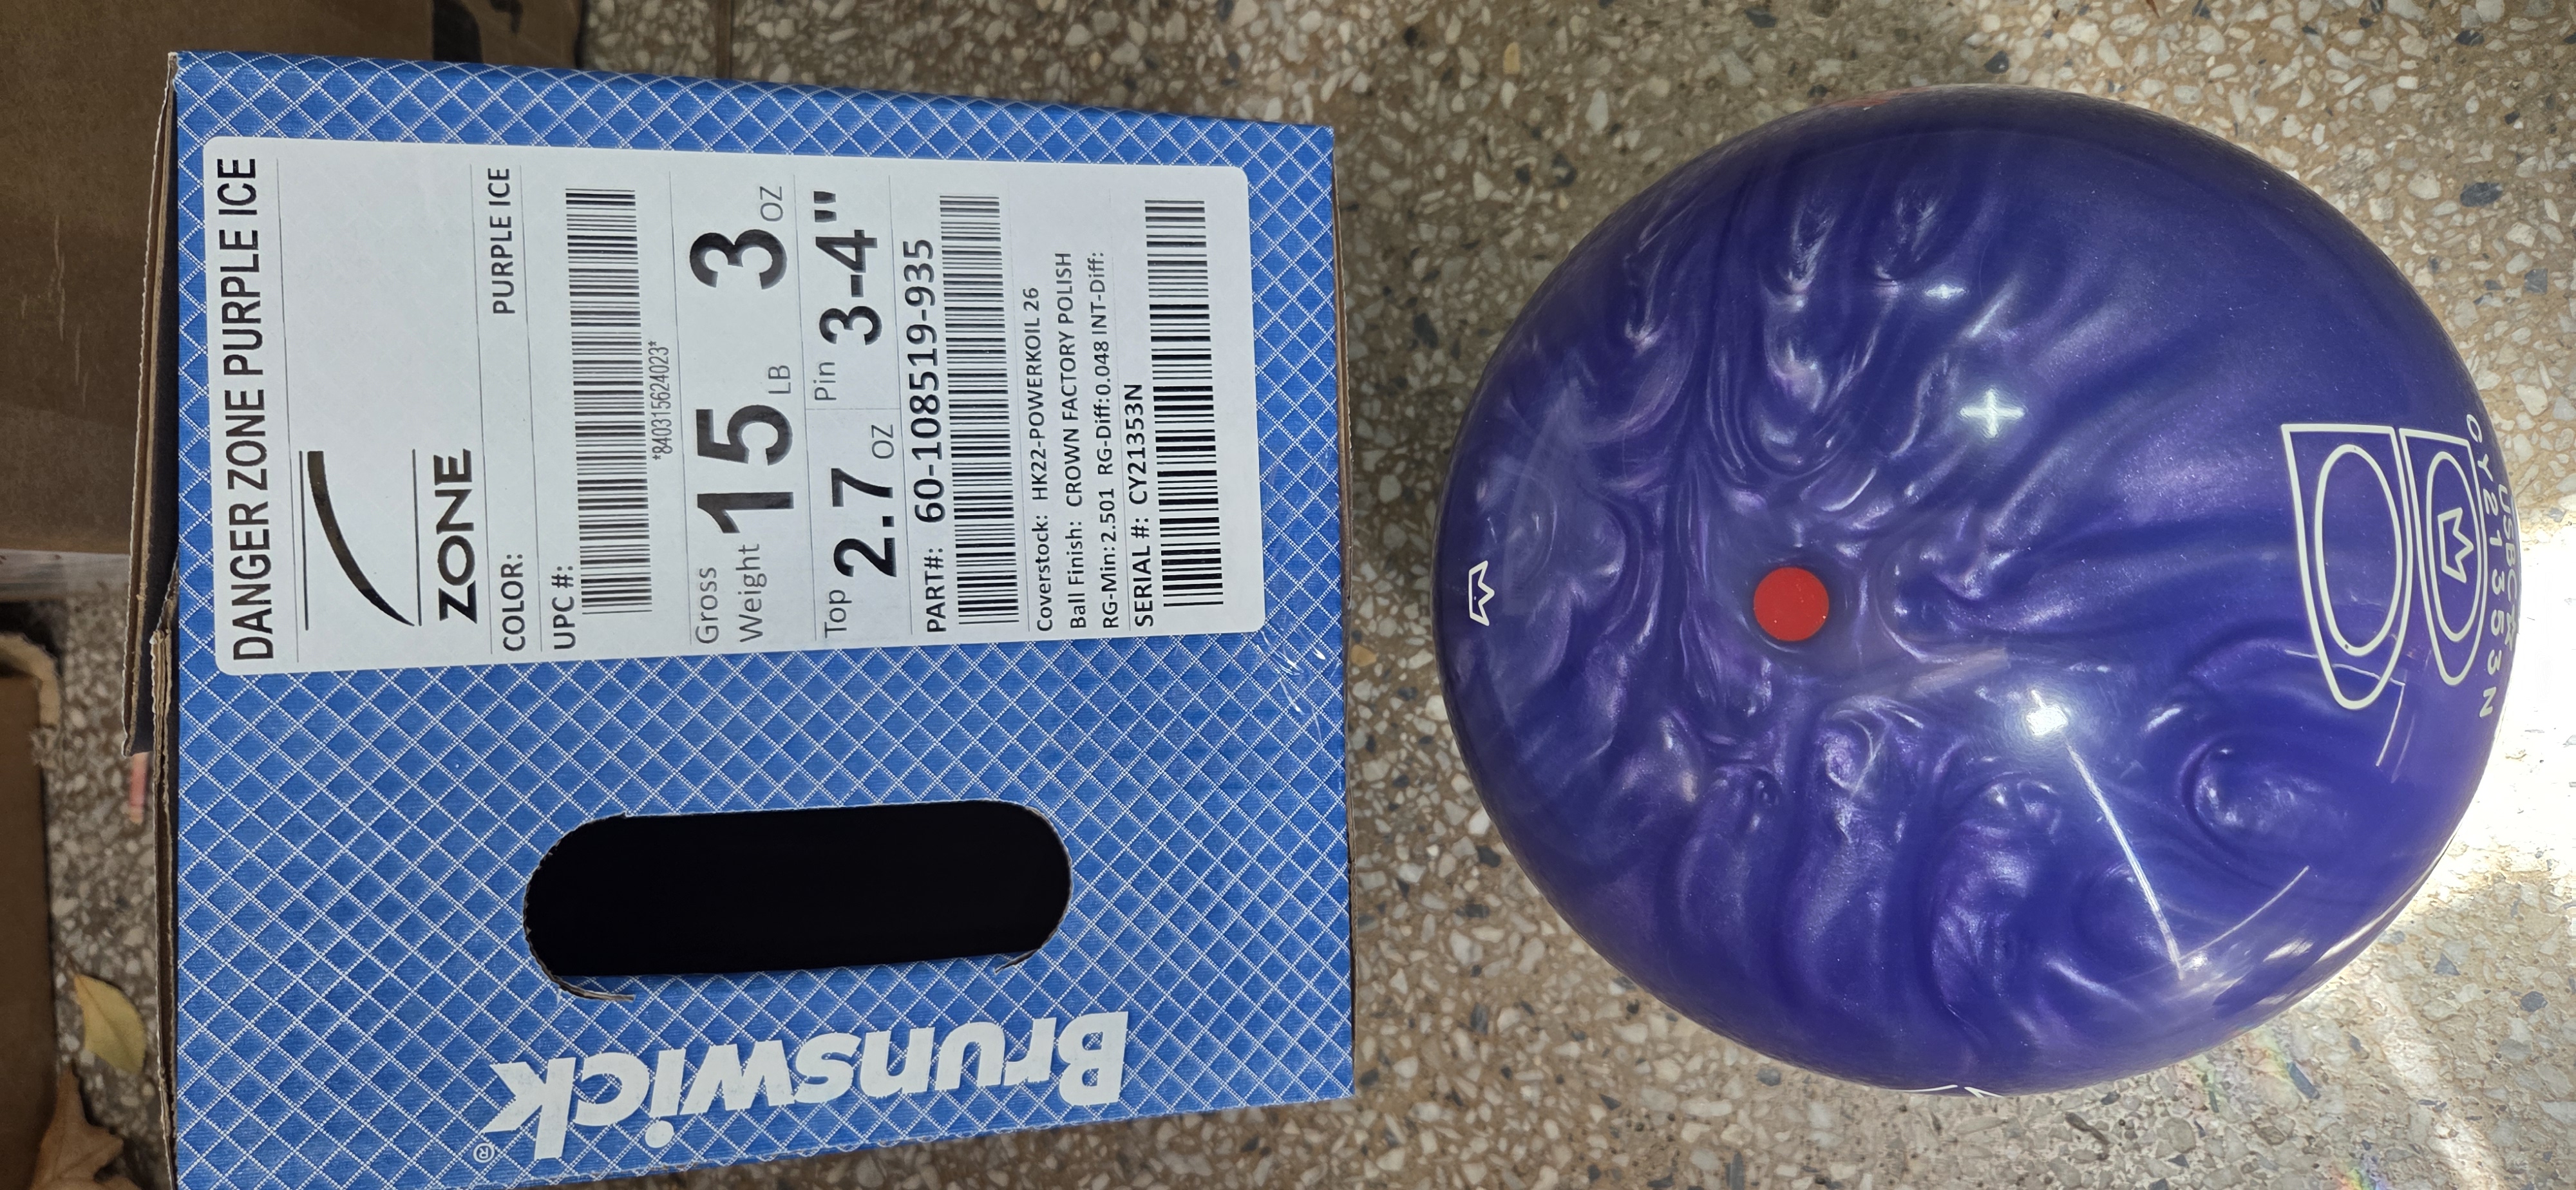 DANGER ZONE PURPLE ICE
ZONE
COLOR: PURPLE ICE
UPC #:
*840315624023*
Gross Weight 15 LB 3 OZ
Top 2.7 OZ Pin 3-4"
PART#: 60-108519-935
Coverstock: HK22-POWERKOIL 26
Ball Finish: CROWN FACTORY POLISH
RG-Min:2.501 RG-Diff:0.048 INT-Diff:
SERIAL #: CY21353N
Brunswick®
CY21353N
USBC